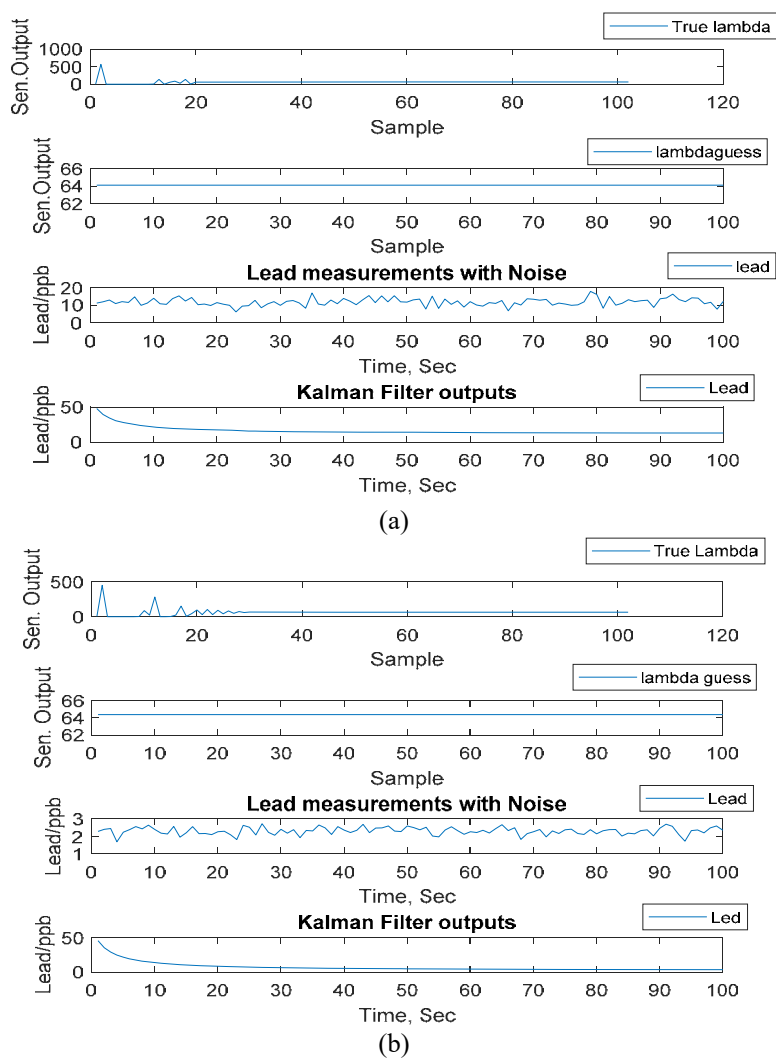 True lambda
Sen.Output
1000
500
0
0 20 40 60 80 100 120
Sample
lambdaguess
Sen.Output
66
64
62
0 10 20 30 40 50 60 70 80 90 100
Sample
Lead measurements with Noise
lead
Lead/ppb
20
10
0
0 10 20 30 40 50 60 70 80 90 100
Time, Sec
Kalman Filter outputs
Lead
Lead/ppb
50
0
0 10 20 30 40 50 60 70 80 90 100
Time, Sec
(a)
True Lambda
Sen. Output
500
0
0 20 40 60 80 100 120
Sample
lambda guess
Sen. Output
66
64
62
0 10 20 30 40 50 60 70 80 90 100
Sample
Lead measurements with Noise
Lead
Lead/ppb
3
2
1
0 10 20 30 40 50 60 70 80 90 100
Time, Sec
Kalman Filter outputs
Led
Lead/ppb
50
0
0 10 20 30 40 50 60 70 80 90 100
Time, Sec
(b)